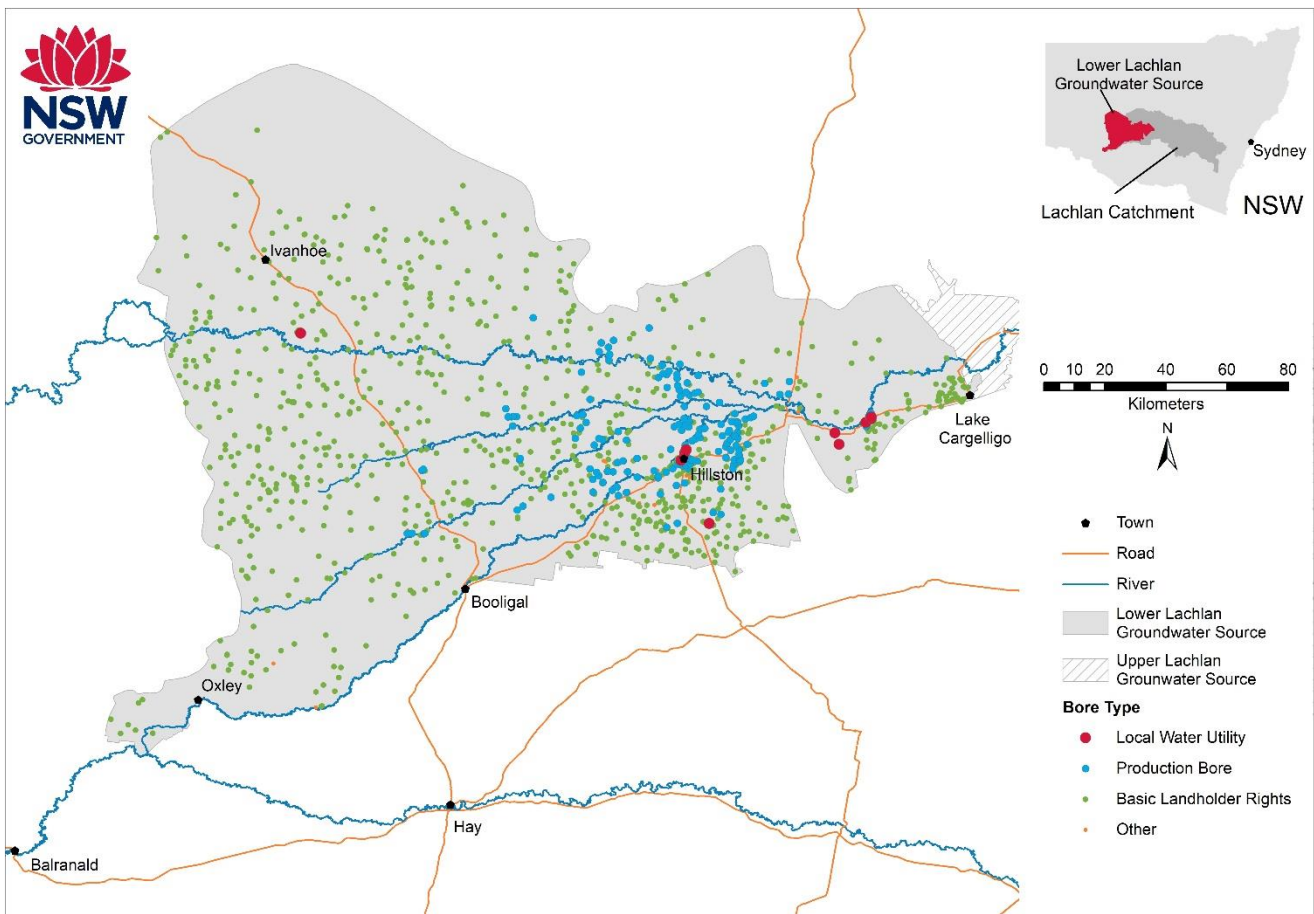 NSW
GOVERNMENT
Lower Lachlan
Groundwater Source
Sydney
Lachlan Catchment
NSW
Ivanhoe
0 10 20 40 60 80
Kilometers
N
Lake
Cargelligo
Hillston
Booligal
Oxley
Hay
Balranald
Town
Road
River
Lower Lachlan
Groundwater Source
Upper Lachlan
Grounwater Source
Bore Type
Local Water Utility
Production Bore
Basic Landholder Rights
Other